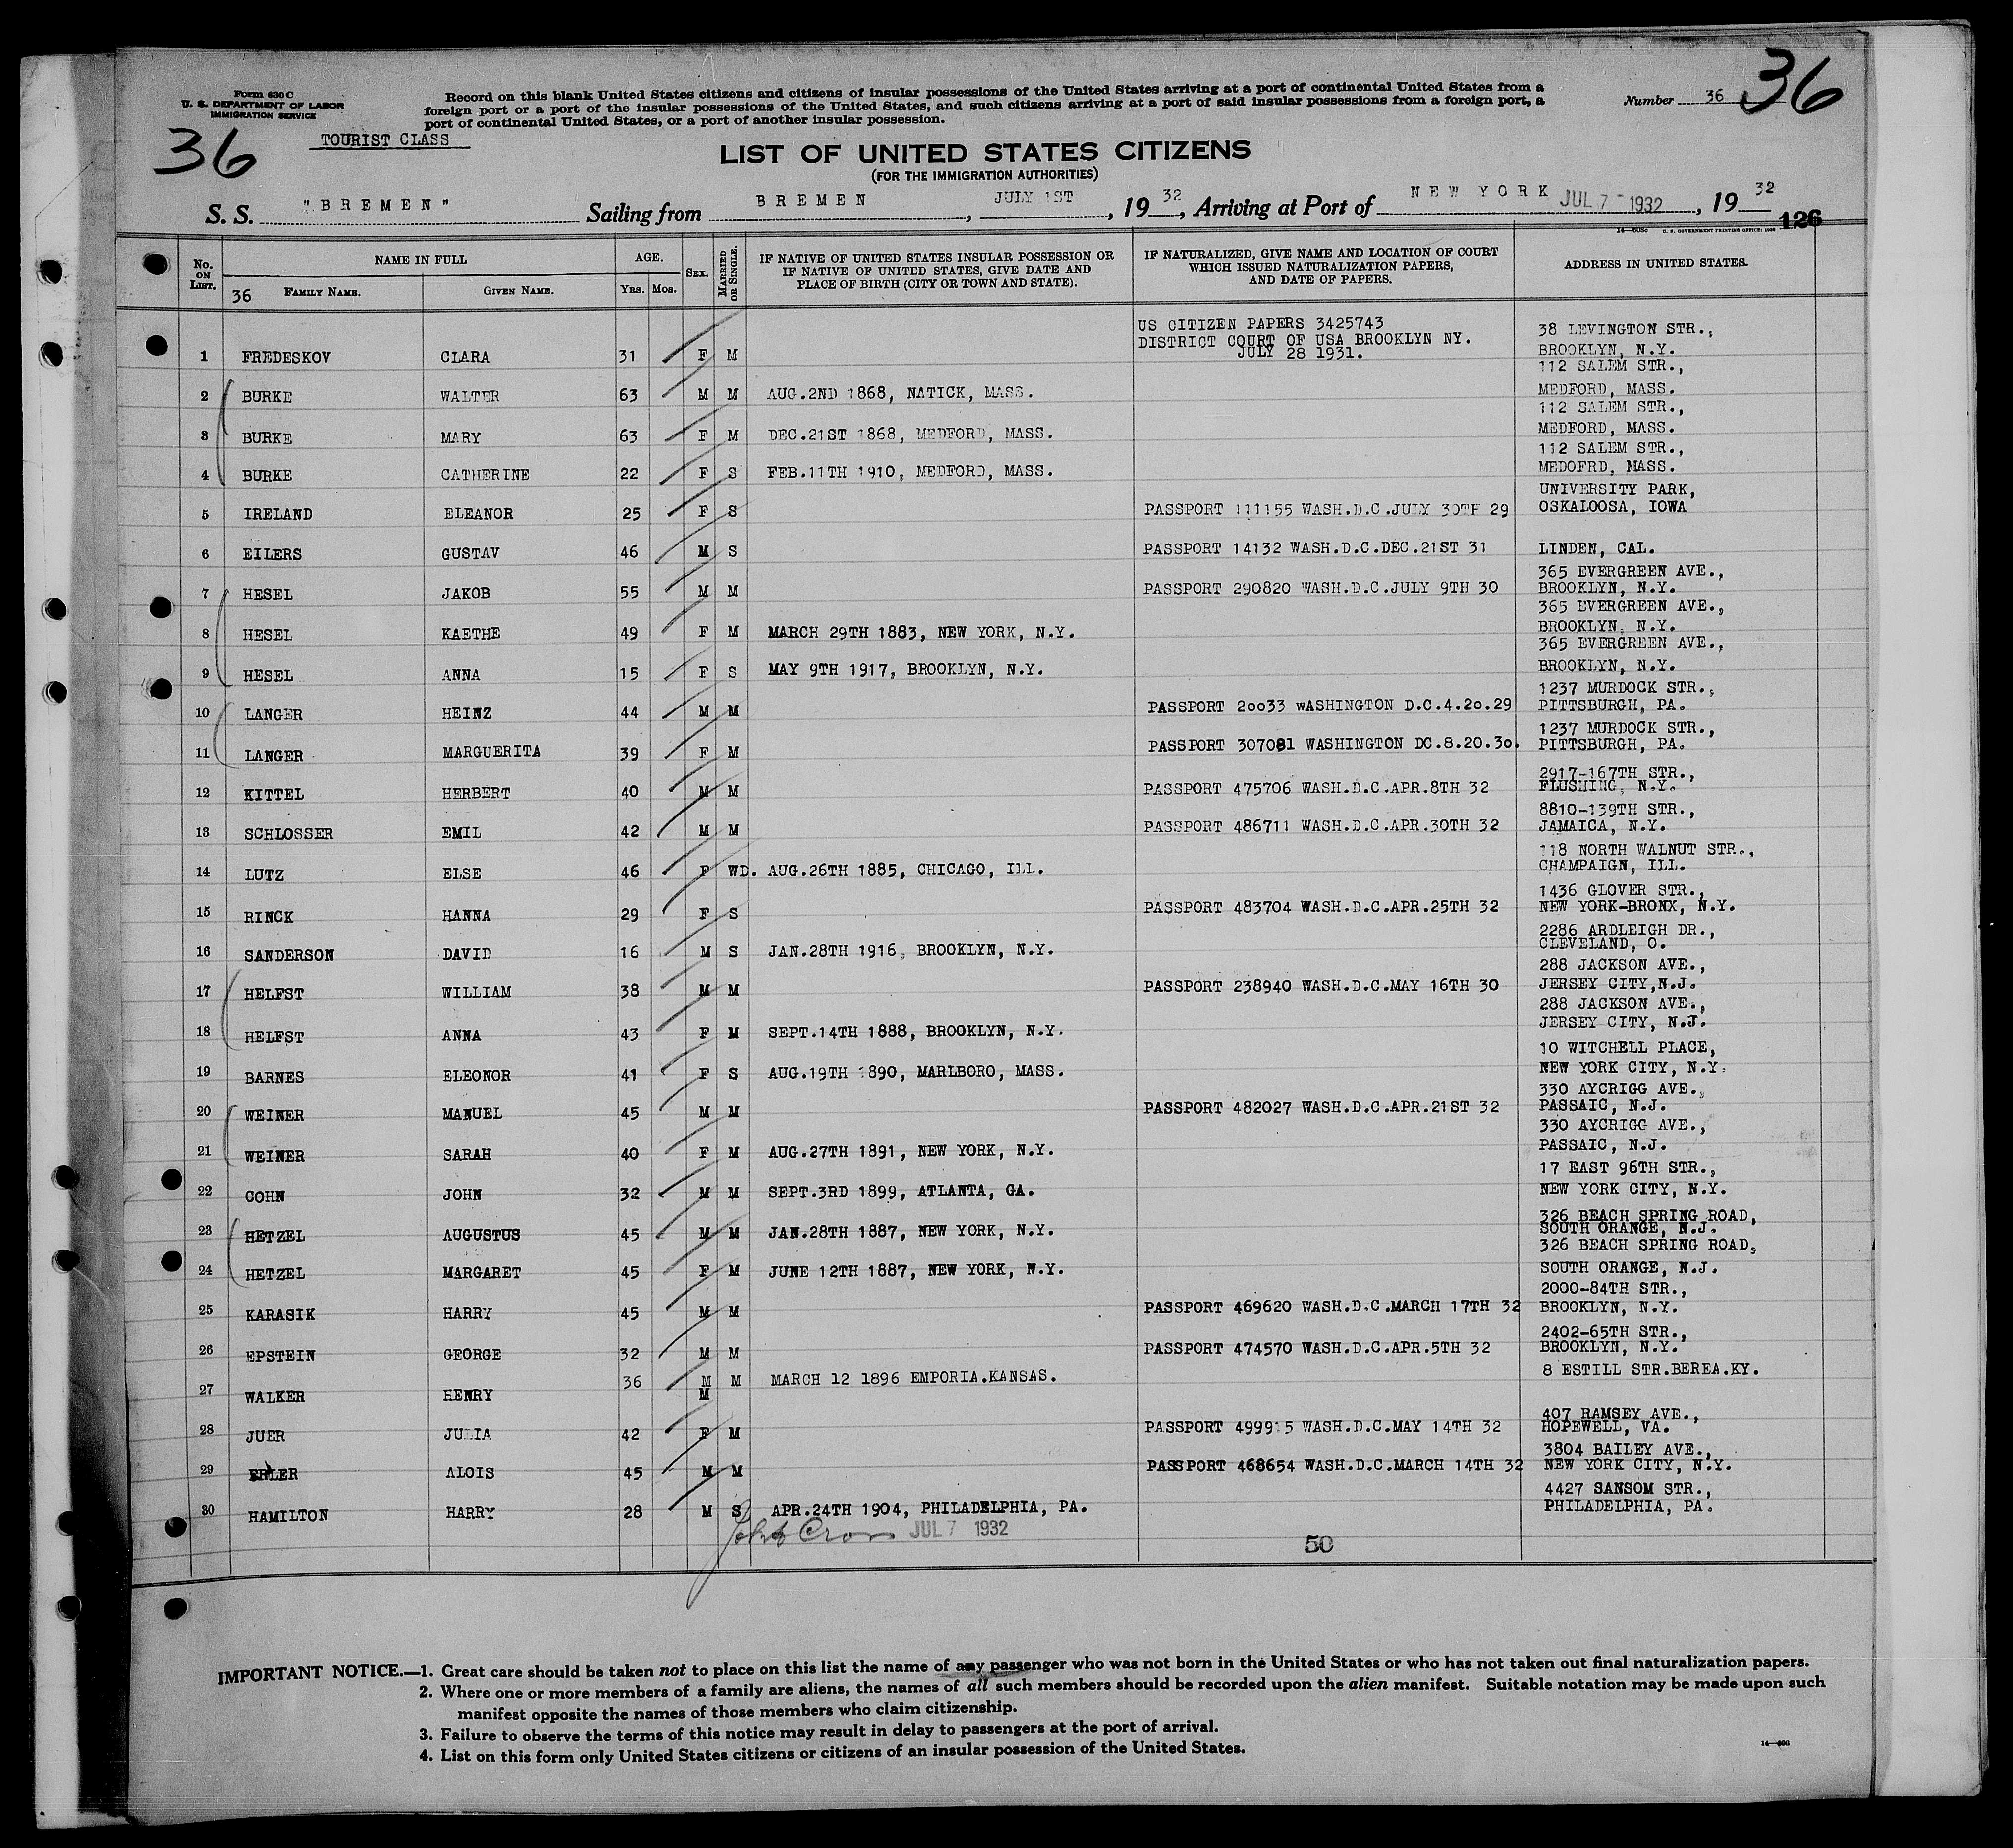 Form 630 C
U. S. DEPARTMENT OF LABOR
IMMIGRATION SERVICE
Record on this blank United States citizens and citizens of insular possessions of the United States arriving at a port of continental United States from a
foreign port or a port of the insular possessions of the United States, and such citizens arriving at a port of said insular possessions from a foreign port, a
port of continental United States, or a port of another insular possession.
Number 36
36
36
TOURIST CLASS
LIST OF UNITED STATES CITIZENS
(FOR THE IMMIGRATION AUTHORITIES)
S. S. "BREMEN" Sailing from BREMEN, JULY 1ST, 1932, Arriving at Port of NEW YORK JUL 7 - 1932, 1932
126
No. ON LIST. NAME IN FULL AGE. SEX. MARRIED OR SINGLE. IF NATIVE OF UNITED STATES INSULAR POSSESSION OR IF NATIVE OF UNITED STATES, GIVE DATE AND PLACE OF BIRTH (CITY OR TOWN AND STATE). IF NATURALIZED, GIVE NAME AND LOCATION OF COURT WHICH ISSUED NATURALIZATION PAPERS, AND DATE OF PAPERS. ADDRESS IN UNITED STATES.
36 FAMILY NAME. GIVEN NAME. YRS. MOS.
1 FREDESKOV CLARA 31 F M US CITIZEN PAPERS 3425743 DISTRICT COURT OF USA BROOKLYN NY. JULY 28 1931. 38 LEVINGTON STR., BROOKLYN, N.Y.
2 BURKE WALTER 63 M M AUG.2ND 1868, NATICK, MASS. 112 SALEM STR., MEDFORD, MASS.
3 BURKE MARY 63 F M DEC.21ST 1868, MEDFORD, MASS. 112 SALEM STR., MEDFORD, MASS.
4 BURKE CATHERINE 22 F S FEB.11TH 1910, MEDFORD, MASS. 112 SALEM STR., MEDOFRD, MASS.
5 IRELAND ELEANOR 25 F S PASSPORT 111155 WASH.D.C.JULY 30TH 29 UNIVERSITY PARK, OSKALOOSA, IOWA
6 EILERS GUSTAV 46 M S PASSPORT 14132 WASH.D.C.DEC.21ST 31 LINDEN, CAL.
7 HESEL JAKOB 55 M M PASSPORT 290820 WASH.D.C.JULY 9TH 30 365 EVERGREEN AVE., BROOKLYN, N.Y.
8 HESEL KAETHE 49 F M MARCH 29TH 1883, NEW YORK, N.Y. 365 EVERGREEN AVE., BROOKLYN, N.Y.
9 HESEL ANNA 15 F S MAY 9TH 1917, BROOKLYN, N.Y. 365 EVERGREEN AVE., BROOKLYN, N.Y.
10 LANGER HEINZ 44 M M PASSPORT 20033 WASHINGTON D.C.4.20.29 1237 MURDOCK STR., PITTSBURGH, PA.
11 LANGER MARGUERITA 39 F M PASSPORT 307081 WASHINGTON DC.8.20.30. 1237 MURDOCK STR., PITTSBURGH, PA.
12 KITTEL HERBERT 40 M M PASSPORT 475706 WASH.D.C.APR.8TH 32 2917-167TH STR., FLUSHING, N.Y.
13 SCHLOSSER EMIL 42 M M PASSPORT 486711 WASH.D.C.APR.30TH 32 8810-139TH STR., JAMAICA, N.Y.
14 LUTZ ELSE 46 F WD. AUG.26TH 1885, CHICAGO, ILL. 118 NORTH WALNUT STR., CHAMPAIGN, ILL.
15 RINCK HANNA 29 F S PASSPORT 483704 WASH.D.C.APR.25TH 32 1436 GLOVER STR., NEW YORK-BRONX, N.Y.
16 SANDERSON DAVID 16 M S JAN.28TH 1916, BROOKLYN, N.Y. 2286 ARDLEIGH DR., CLEVELAND, O.
17 HELFST WILLIAM 38 M M PASSPORT 238940 WASH.D.C.MAY 16TH 30 288 JACKSON AVE., JERSEY CITY,N.J.
18 HELFST ANNA 43 F M SEPT.14TH 1888, BROOKLYN, N.Y. 288 JACKSON AVE., JERSEY CITY, N.J.
19 BARNES ELEONOR 41 F S AUG.19TH 1890, MARLBORO, MASS. 10 WITCHELL PLACE, NEW YORK CITY, N.Y.
20 WEINER MANUEL 45 M M PASSPORT 482027 WASH.D.C.APR.21ST 32 330 AYCRIGG AVE., PASSAIC, N.J.
21 WEINER SARAH 40 F M AUG.27TH 1891, NEW YORK, N.Y. 330 AYCRIGG AVE., PASSAIC, N.J.
22 COHN JOHN 32 M M SEPT.3RD 1899, ATLANTA, GA. 17 EAST 96TH STR., NEW YORK CITY, N.Y.
23 HETZEL AUGUSTUS 45 M M JAN.28TH 1887, NEW YORK, N.Y. 326 BEACH SPRING ROAD, SOUTH ORANGE, N.J.
24 HETZEL MARGARET 45 F M JUNE 12TH 1887, NEW YORK, N.Y. 326 BEACH SPRING ROAD, SOUTH ORANGE, N.J.
25 KARASIK HARRY 45 M M PASSPORT 469620 WASH.D.C.MARCH 17TH 32 2000-84TH STR., BROOKLYN, N.Y.
26 EPSTEIN GEORGE 32 M M PASSPORT 474570 WASH.D.C.APR.5TH 32 2402-65TH STR., BROOKLYN, N.Y.
27 WALKER HENRY 36 M M M MARCH 12 1896 EMPORIA.KANSAS. 8 ESTILL STR.BEREA.KY.
28 JUER JULIA 42 F M PASSPORT 499915 WASH.D.C.MAY 14TH 32 407 RAMSEY AVE., HOPEWELL, VA.
29 ERLER ALOIS 45 M M PASSPORT 468654 WASH.D.C.MARCH 14TH 32 3804 BAILEY AVE., NEW YORK CITY, N.Y.
30 HAMILTON HARRY 28 M S APR.24TH 1904, PHILADELPHIA, PA. 4427 SANSOM STR., PHILADELPHIA, PA.
JUL 7 1932
50
IMPORTANT NOTICE.—1. Great care should be taken not to place on this list the name of any passenger who was not born in the United States or who has not taken out final naturalization papers.
2. Where one or more members of a family are aliens, the names of all such members should be recorded upon the alien manifest. Suitable notation may be made upon such
manifest opposite the names of those members who claim citizenship.
3. Failure to observe the terms of this notice may result in delay to passengers at the port of arrival.
4. List on this form only United States citizens or citizens of an insular possession of the United States.